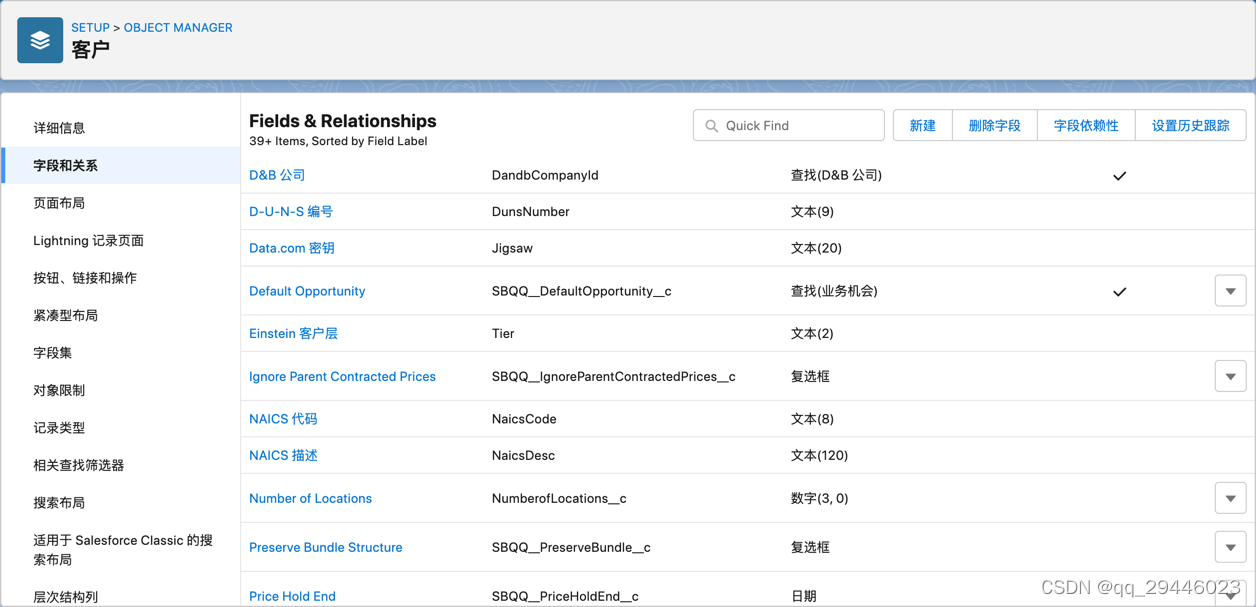 SETUP > OBJECT MANAGER
客户
详细信息
字段和关系
页面布局
Lightning 记录页面
按钮、链接和操作
紧凑型布局
字段集
对象限制
记录类型
相关查找筛选器
搜索布局
适用于 Salesforce Classic 的搜
索布局
层次结构列
Fields & Relationships
39+ Items, Sorted by Field Label
Quick Find
新建 删除字段 字段依赖性 设置历史跟踪
D&B 公司 DandbCompanyId 查找(D&B 公司)
D-U-N-S 编号 DunsNumber 文本(9)
Data.com 密钥 Jigsaw 文本(20)
Default Opportunity SBQQ__DefaultOpportunity__c 查找(业务机会)
Einstein 客户层 Tier 文本(2)
Ignore Parent Contracted Prices SBQQ__IgnoreParentContractedPrices__c 复选框
NAICS 代码 NaicsCode 文本(8)
NAICS 描述 NaicsDesc 文本(120)
Number of Locations NumberofLocations__c 数字(3, 0)
Preserve Bundle Structure SBQQ__PreserveBundle__c 复选框
Price Hold End SBQQ__PriceHoldEnd__c 日期
CSDN @qq_29446023